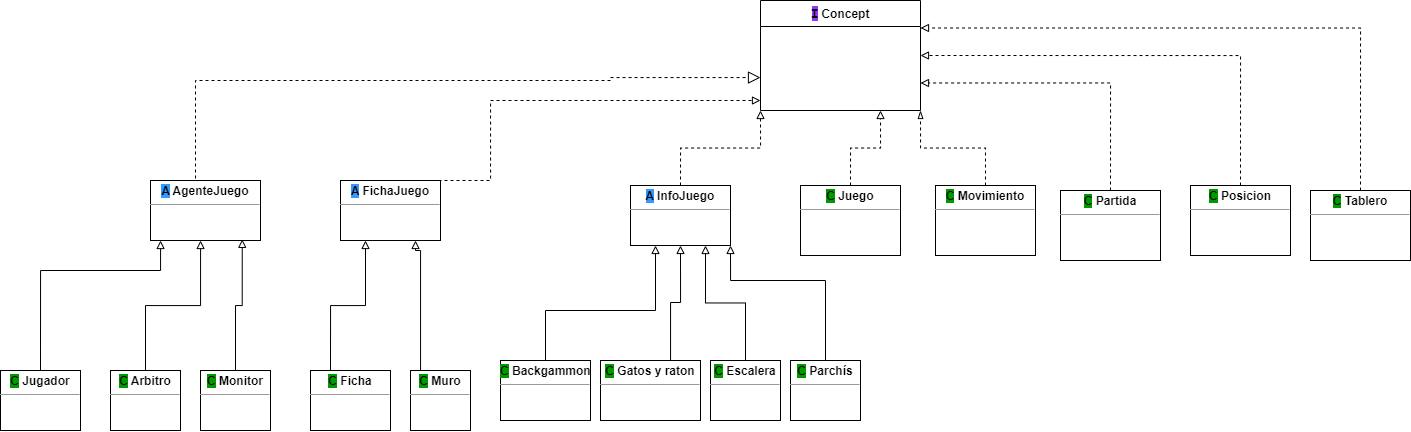 I Concept
A AgenteJuego
A FichaJuego
A InfoJuego
C Juego
C Movimiento
C Partida
C Posicion
C Tablero
C Jugador
C Arbitro
C Monitor
C Ficha
C Muro
C Backgammon
C Gatos y raton
C Escalera
C Parchís